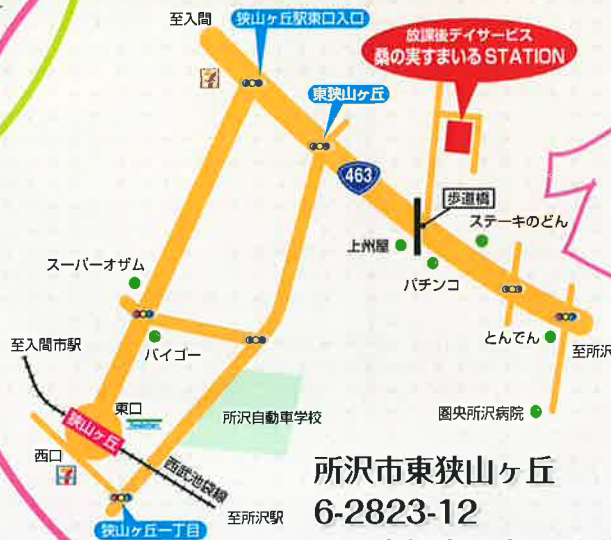 至入間
狭山ヶ丘駅東口入口
放課後デイサービス
桑の実すまいるSTATION
東狭山ヶ丘
463
歩道橋
ステーキのどん
上州屋
パチンコ
スーパーオザム
バイゴー
とんでん
至所沢
至入間市駅
東口
狭山ヶ丘
所沢自動車学校
圏央所沢病院
西口
西武池袋線
至所沢駅
狭山ヶ丘一丁目
所沢市東狭山ヶ丘
6-2823-12